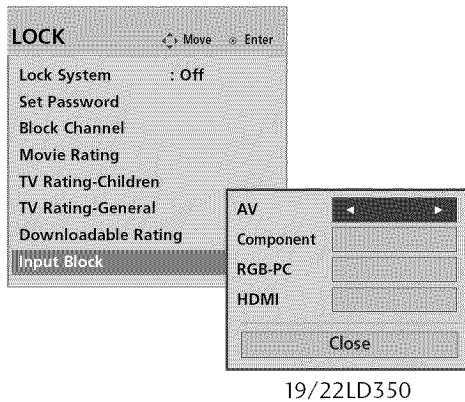 LOCK Move Enter
Lock System : Off
Set Password
Block Channel
Movie Rating
TV Rating-Children
TV Rating-General
Downloadable Rating
Input Block
AV
Component
RGB-PC
HDMI
Close
19/22LD350